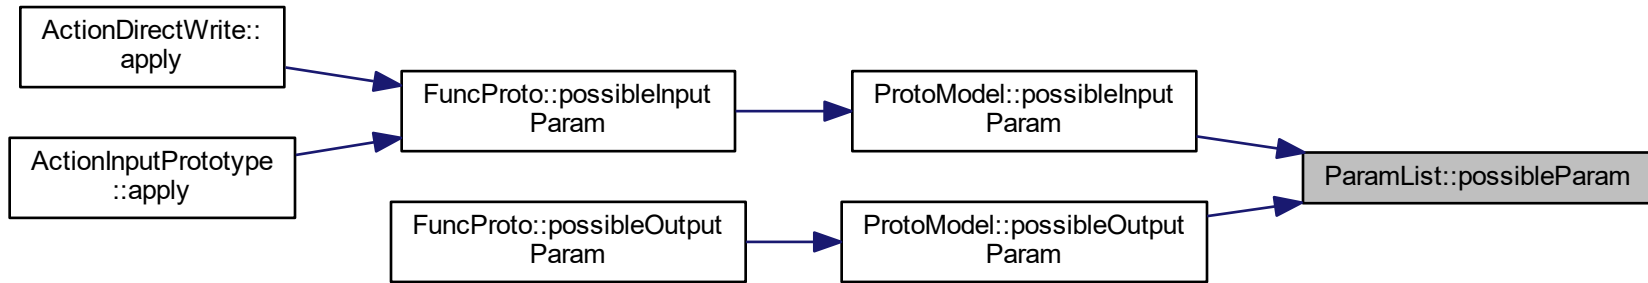 ActionDirectWrite::
apply
ActionInputPrototype
::apply
FuncProto::possibleInput
Param
FuncProto::possibleOutput
Param
ProtoModel::possibleInput
Param
ProtoModel::possibleOutput
Param
ParamList::possibleParam